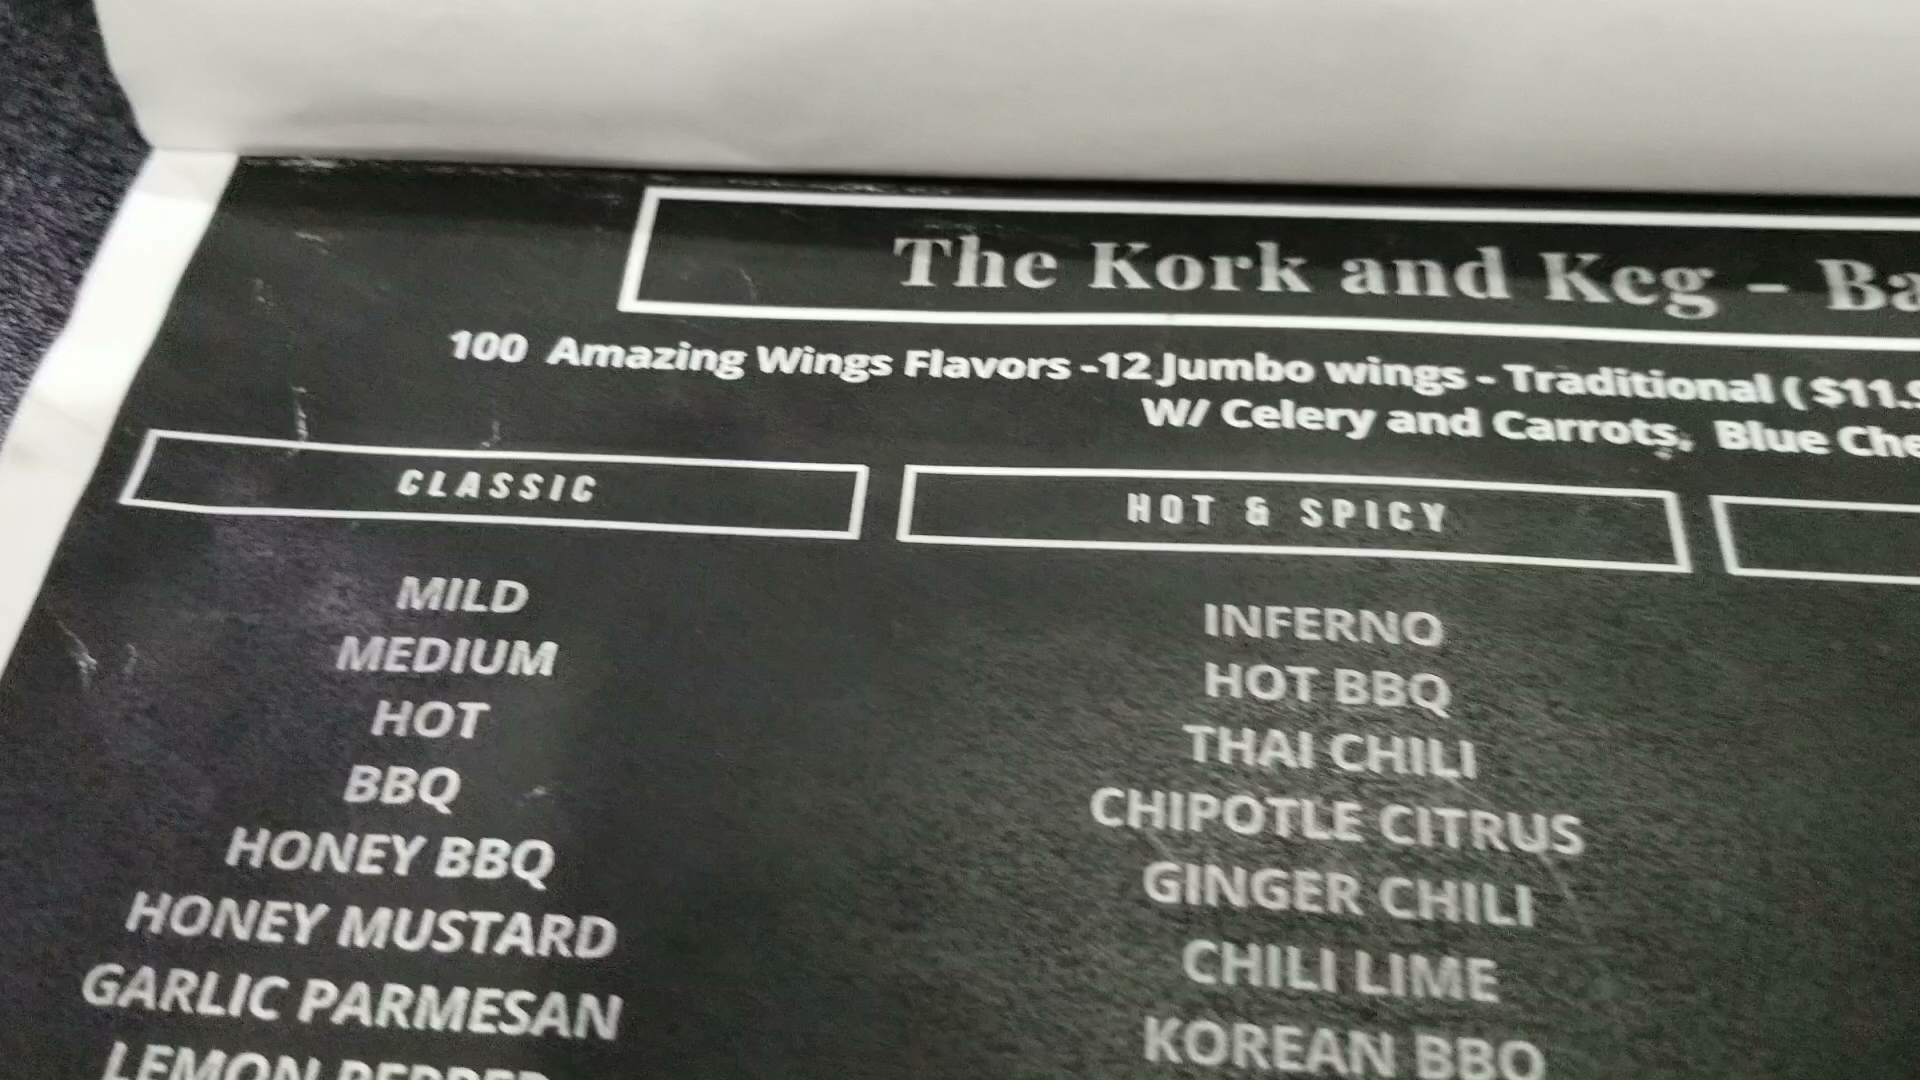 The Kork and Keg -
100 Amazing Wings Flavors -12 Jumbo wings - Traditional (
W/ Celery and Carrots, Blue
CLASSIC
MILD
MEDIUM
HOT
BBQ
HONEY BBQ
HONEY MUSTARD
GARLIC PARMESAN
LEMON PEPPER
HOT & SPICY
INFERNO
HOT BBQ
THAI CHILI
CHIPOTLE CITRUS
GINGER CHILI
CHILI LIME
KOREAN BBQ